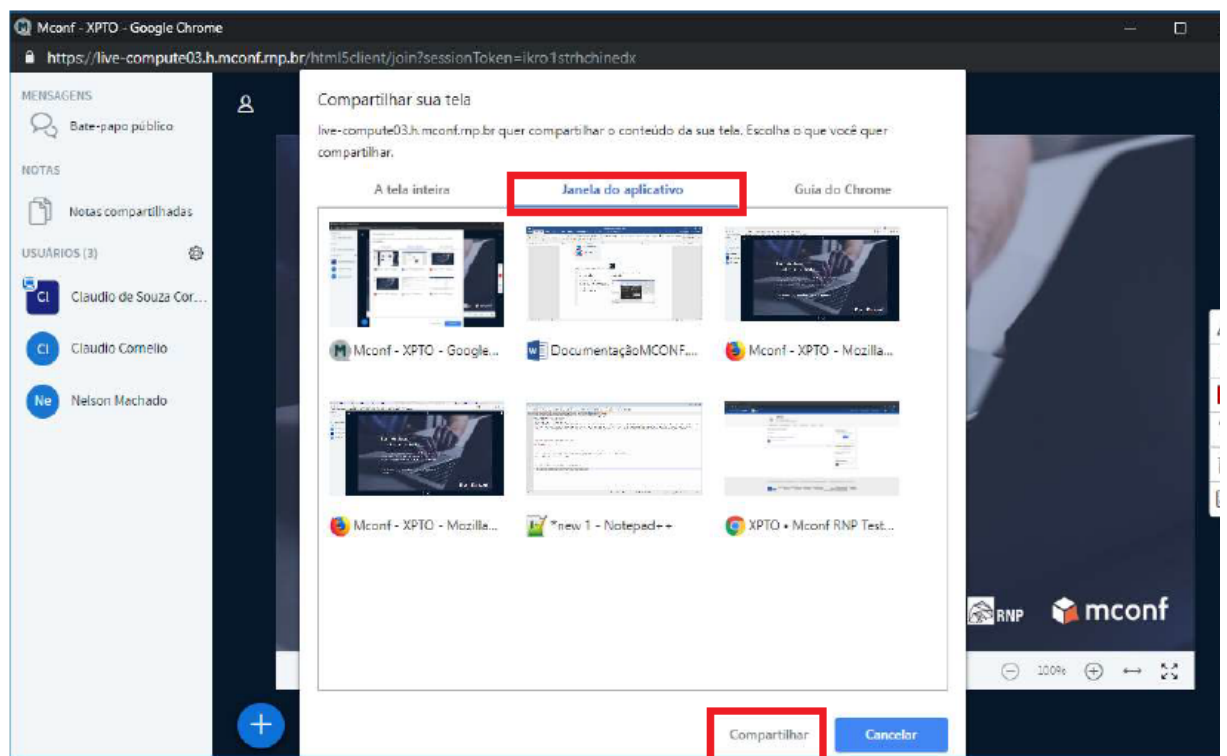 Mconf - XPTO - Google Chrome
https://live-compute03.h.mconf.rnp.br/html5client/join?sessionToken=ikro1strhchinedx
MENSAGENS
Bate-papo público
NOTAS
Notas compartilhadas
USUÁRIOS (3)
Cl
Claudio de Souza Cor...
Cl
Claudio Cornelio
Ne
Nelson Machado
Compartilhar sua tela
live-compute03.h.mconf.rnp.br quer compartilhar o conteúdo da sua tela. Escolha o que você quer
compartilhar.
A tela inteira
Janela do aplicativo
Guia do Chrome
Mconf - XPTO - Google...
DocumentaçãoMCONF....
Mconf - XPTO - Mozilla...
Mconf - XPTO - Mozilla...
*new 1 - Notepad++
XPTO • Mconf RNP Test...
Compartilhar
Cancelar
RNP
mconf
100%